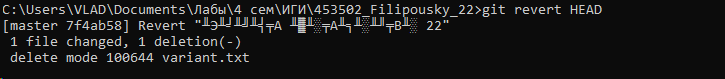 C:\Users\VLAD\Documents\Лабы\4 сем\ИГИ\453502_Filipousky_22>git revert HEAD
[master 7f4ab58] Revert " 22"
 1 file changed, 1 deletion(-)
 delete mode 100644 variant.txt